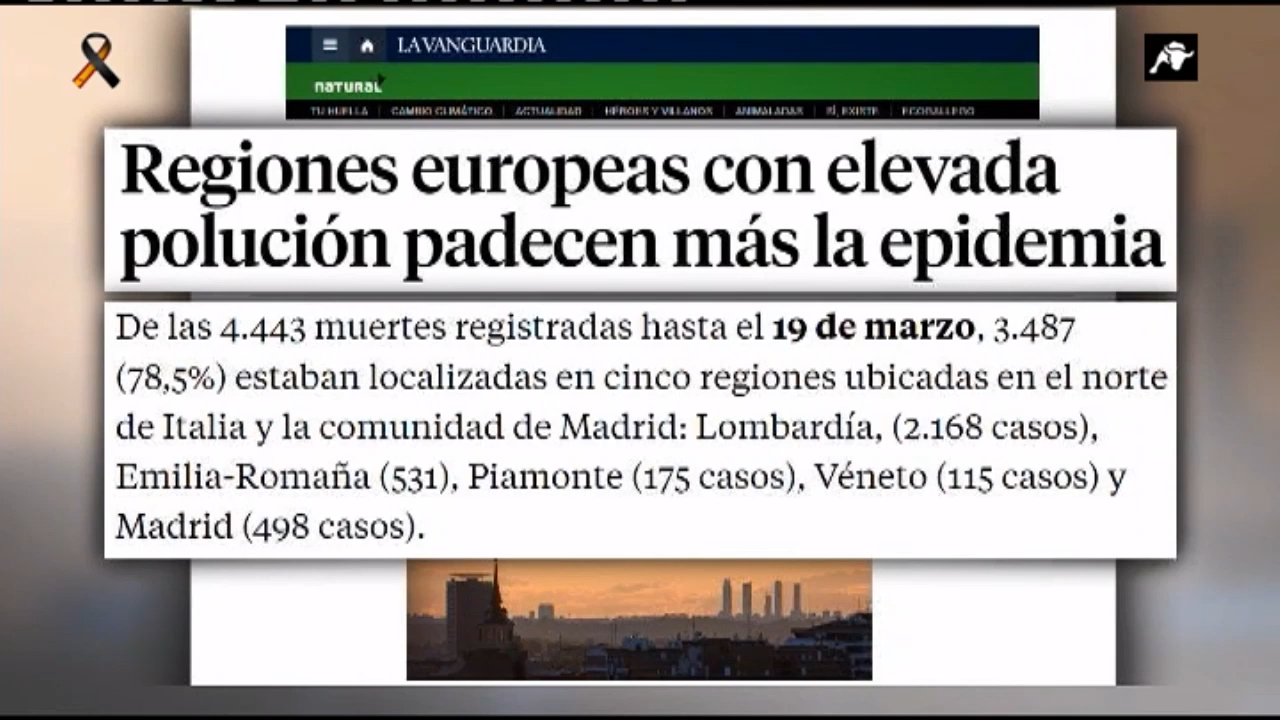 LA VANGUARDIA
natural
TU HUELLA CAMBIO CLIMÁTICO ACTUALIDAD HÉROES Y VILLANOS ANIMALADAS SÍ, EXISTE ECOGALLEGO
Regiones europeas con elevada
polución padecen más la epidemia
De las 4.443 muertes registradas hasta el 19 de marzo, 3.487
(78,5%) estaban localizadas en cinco regiones ubicadas en el norte
de Italia y la comunidad de Madrid: Lombardía, (2.168 casos),
Emilia-Romaña (531), Piamonte (175 casos), Véneto (115 casos) y
Madrid (498 casos).